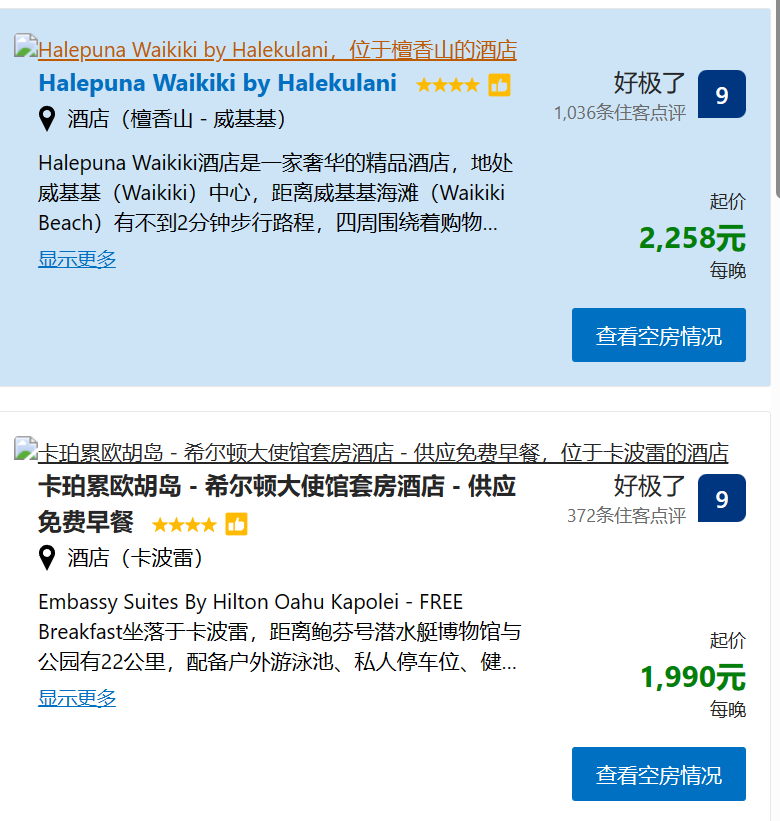 Halepuna Waikiki by Halekulani，位于檀香山的酒店
Halepuna Waikiki by Halekulani
好极了
9
1,036条住客点评
酒店（檀香山 - 威基基）
Halepuna Waikiki酒店是一家奢华的精品酒店，地处
威基基（Waikiki）中心，距离威基基海滩（Waikiki
Beach）有不到2分钟步行路程，四周围绕着购物...
显示更多
起价
2,258元
每晚
查看空房情况
卡珀累欧胡岛 - 希尔顿大使馆套房酒店 - 供应免费早餐，位于卡波雷的酒店
卡珀累欧胡岛 - 希尔顿大使馆套房酒店 - 供应
免费早餐
好极了
9
372条住客点评
酒店（卡波雷）
Embassy Suites By Hilton Oahu Kapolei - FREE
Breakfast坐落于卡波雷，距离鲍芬号潜水艇博物馆与
公园有22公里，配备户外游泳池、私人停车位、健...
显示更多
起价
1,990元
每晚
查看空房情况